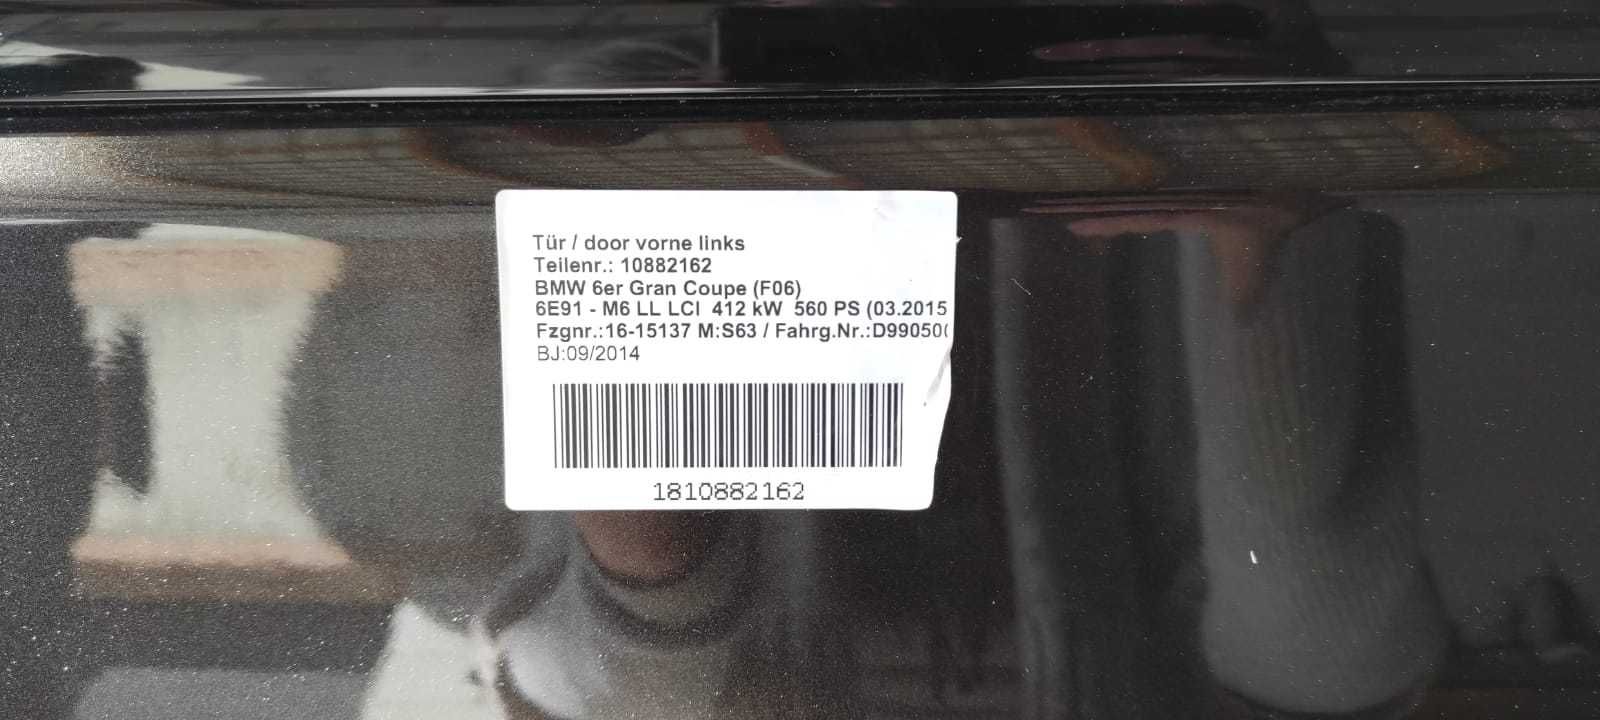 Tür / door vorne links
Teilenr.: 10882162
BMW 6er Gran Coupe (F06)
6E91 - M6 LL LCI 412 kW 560 PS (03.2015
Fzgnr.:16-15137 M:S63 / Fahrg.Nr.:D990500
BJ:09/2014
1810882162